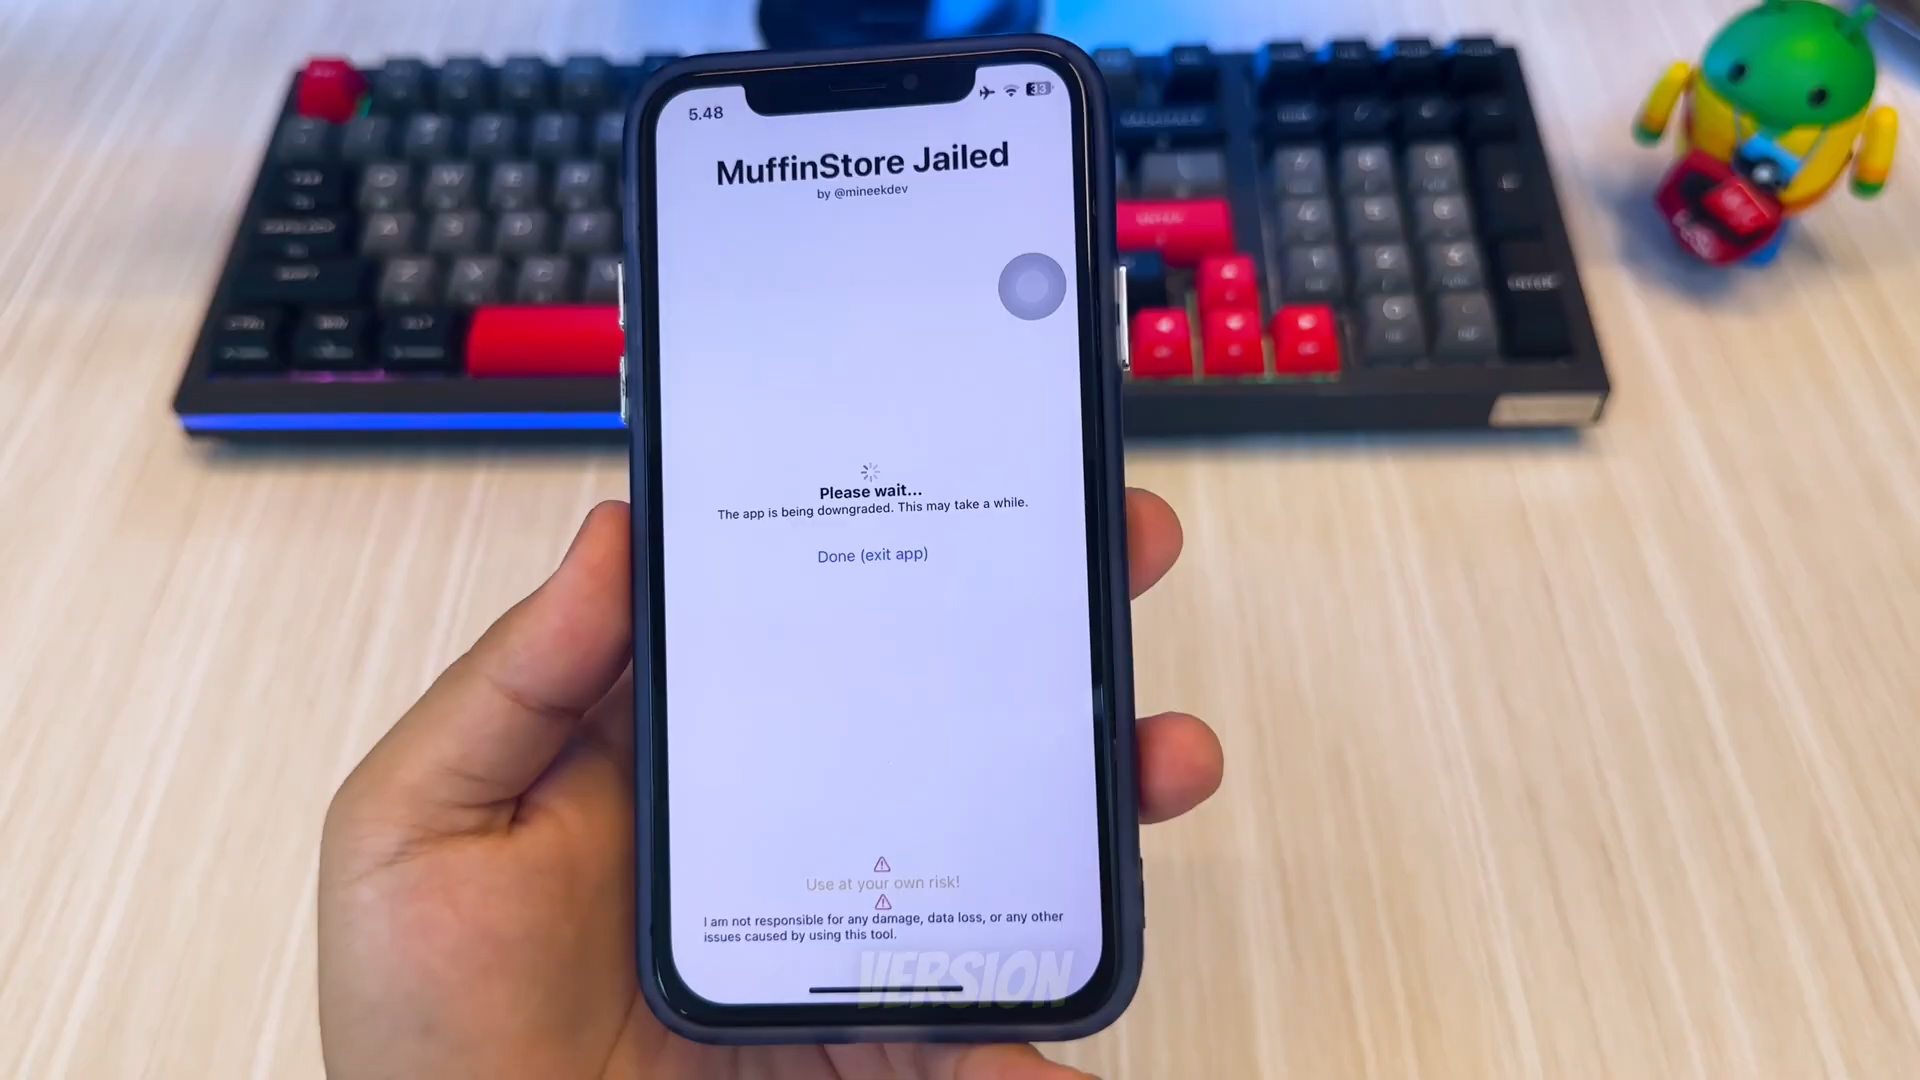 5.48
33
MuffinStore Jailed
by @mineekdev
Please wait...
The app is being downgraded. This may take a while.
Done (exit app)
Use at your own risk!
I am not responsible for any damage, data loss, or any other
issues caused by using this tool.
VERSION